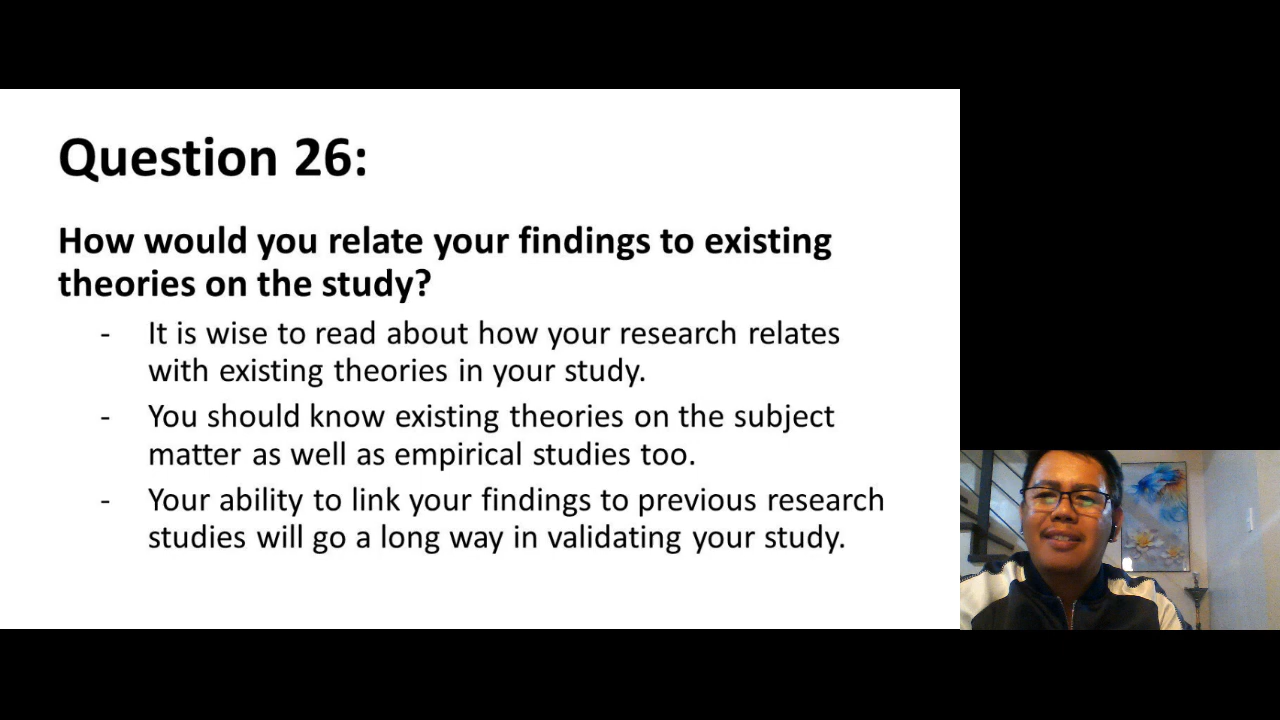 Question 26:
How would you relate your findings to existing
theories on the study?
- It is wise to read about how your research relates
with existing theories in your study.
- You should know existing theories on the subject
matter as well as empirical studies too.
- Your ability to link your findings to previous research
studies will go a long way in validating your study.